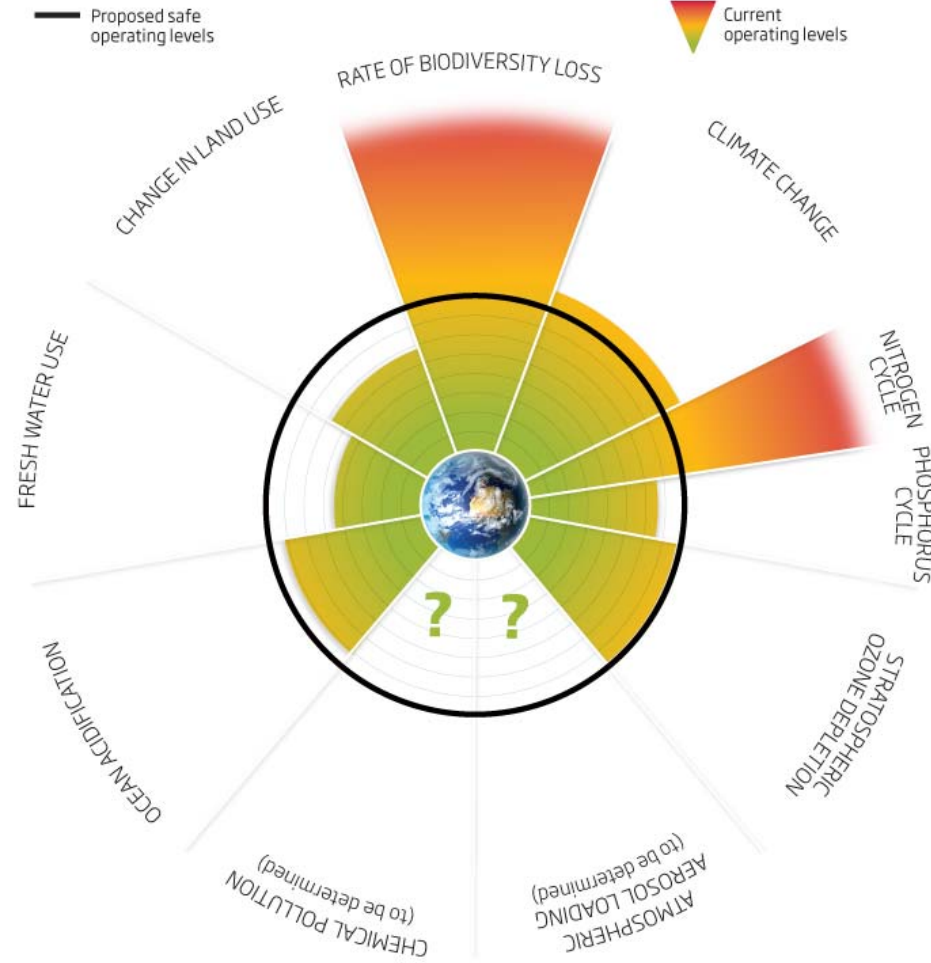 Proposed safe
operating levels
Current
operating levels
RATE OF BIODIVERSITY LOSS
CLIMATE CHANGE
NITROGEN
CYCLE
PHOSPHORUS
CYCLE
STRATOSPHERIC
OZONE DEPLETION
ATMOSPHERIC
AEROSOL LOADING
(to be determined)
CHEMICAL POLLUTION
(to be determined)
OCEAN ACIDIFICATION
FRESH WATER USE
CHANGE IN LAND USE
?
?